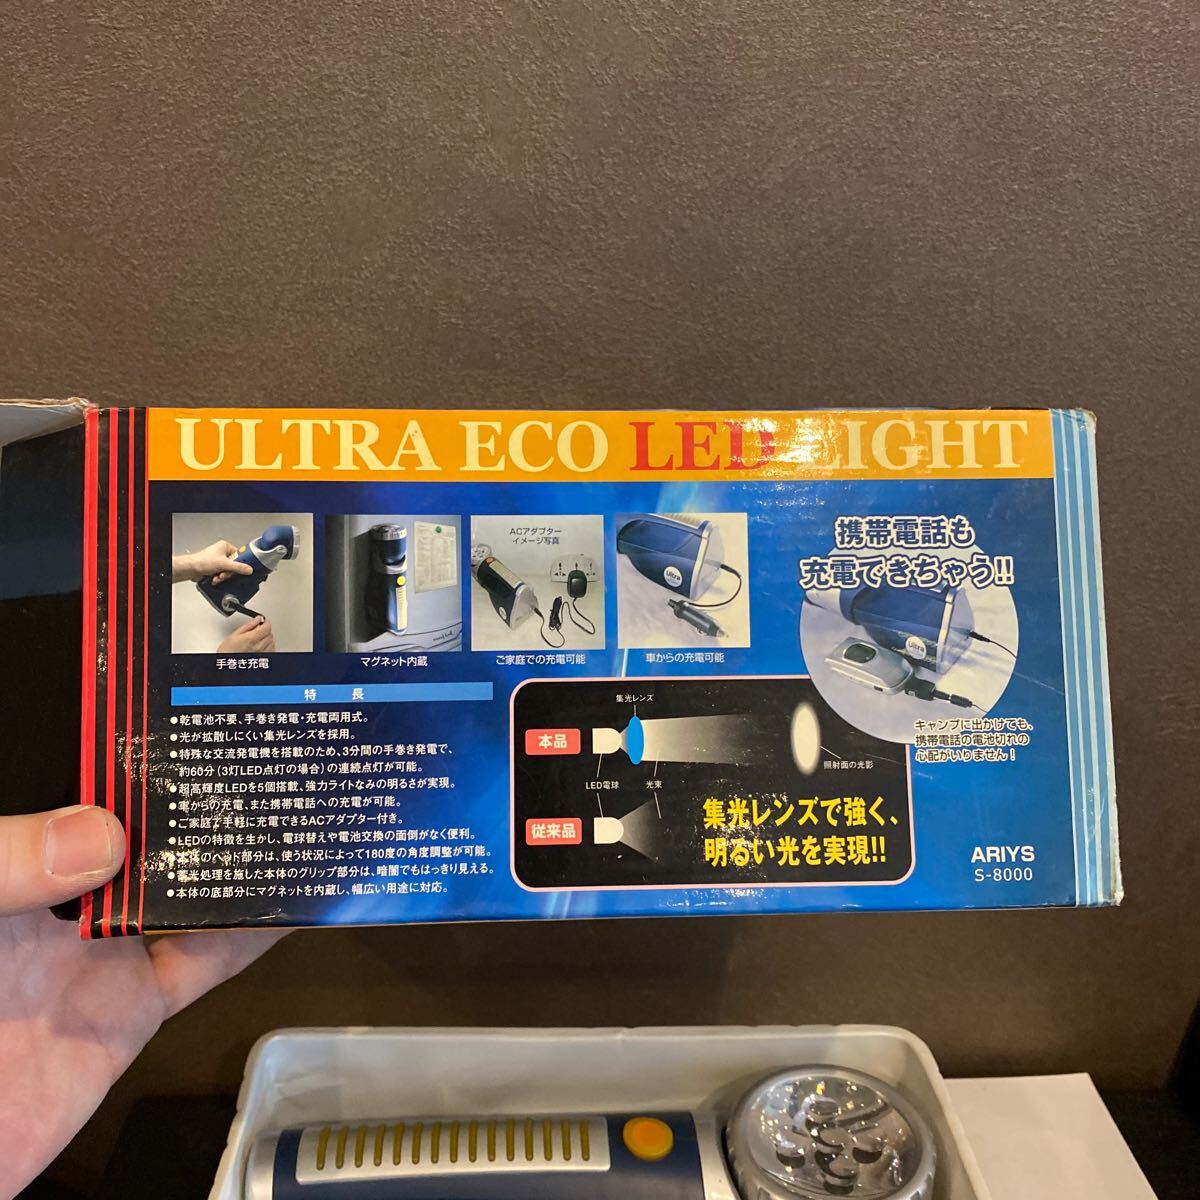 ULTRA ECO LED LIGHT
手巻き充電
マグネット内蔵
ACアダプター
イメージ写真
ご家庭での充電可能
Ultra
車からの充電可能
携帯電話も
充電できちゃう!!
Ultra
キャンプに出かけても、
携帯電話の電池切れの
心配がいりません!
特長
●乾電池不要、手巻き発電・充電両用式。
●光が拡散しにくい集光レンズを採用。
●特殊な交流発電機を搭載のため、3分間の手巻き発電で、
約60分(3灯LED点灯の場合)の連続点灯が可能。
●超高輝度LEDを5個搭載、強力ライトなみの明るさが実現。
●車からの充電、また携帯電話への充電が可能。
●ご家庭で手軽に充電できるACアダプター付き。
●LEDの特徴を生かし、電球替えや電池交換の面倒がなく便利。
●本体のヘッド部分は、使う状況によって180度の角度調整が可能。
●蓄光処理を施した本体のグリップ部分は、暗闇でもはっきり見える。
●本体の底部分にマグネットを内蔵し、幅広い用途に対応。
集光レンズ
本品
照射面の光影
LED電球
光束
従来品
集光レンズで強く、
明るい光を実現!!
ARIYS
S-8000